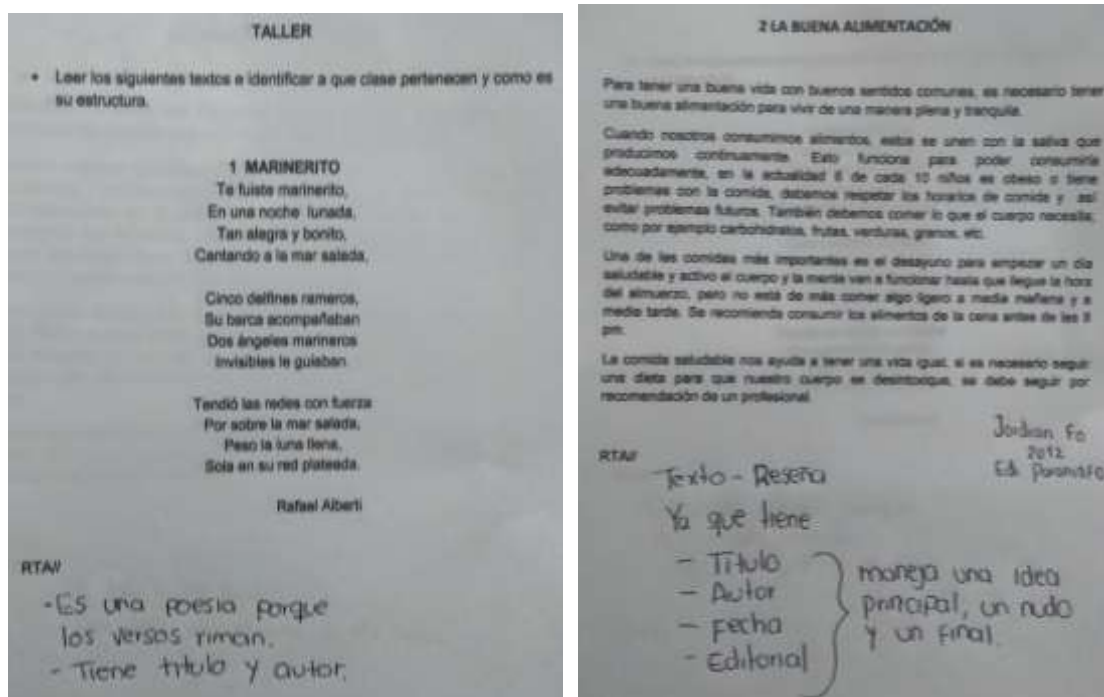 TALLER
• Leer los siguientes textos e identificar a que clase pertenecen y como es
su estructura.
1 MARINERITO
Te fuiste marinerito,
En una noche lunada,
Tan alegra y bonito,
Cantando a la mar salada,
Cinco delfines rameros,
Su barca acompañaban
Dos ángeles marineros
Invisibles le guiaban.
Tendió las redes con fuerza
Por sobre la mar salada,
Peso la luna llena,
Sola en su red plateada.
Rafael Alberti
RTA//
- Es una poesia porque
los versos riman.
- Tiene titulo y autor.
2 LA BUENA ALIMENTACIÓN
Para tener una buena vida con buenos sentidos comunes, es necesario tener
una buena alimentación para vivir de una manera plena y tranquila.
Cuando nosotros consumimos alimentos, estos se unen con la saliva que
producimos continuamente. Esto funciona para poder consumirla
adecuadamente, en la actualidad 6 de cada 10 niños es obeso o tiene
problemas con la comida, debemos respetar los horarios de comida y así
evitar problemas futuros. También debemos comer lo que el cuerpo necesita,
como por ejemplo carbohidratos, frutas, verduras, granos, etc.
Una de las comidas más importantes es el desayuno para empezar un día
saludable y activo el cuerpo y la mente van a funcionar hasta que llegue la hora
del almuerzo, pero no está de más comer algo ligero a media mañana y a
media tarde. Se recomienda consumir los alimentos de la cena antes de las 8
pm.
La comida saludable nos ayuda a tener una vida igual, si es necesario seguir
una dieta para que nuestro cuerpo se desintoxique, se debe seguir por
recomendación de un profesional.
Fo
2012
Ed.
RTA//
Texto - Reseña
Ya que tiene
- Titulo
- Autor
- Fecha
- Editorial
maneja una idea
principal, un nudo
y un final.